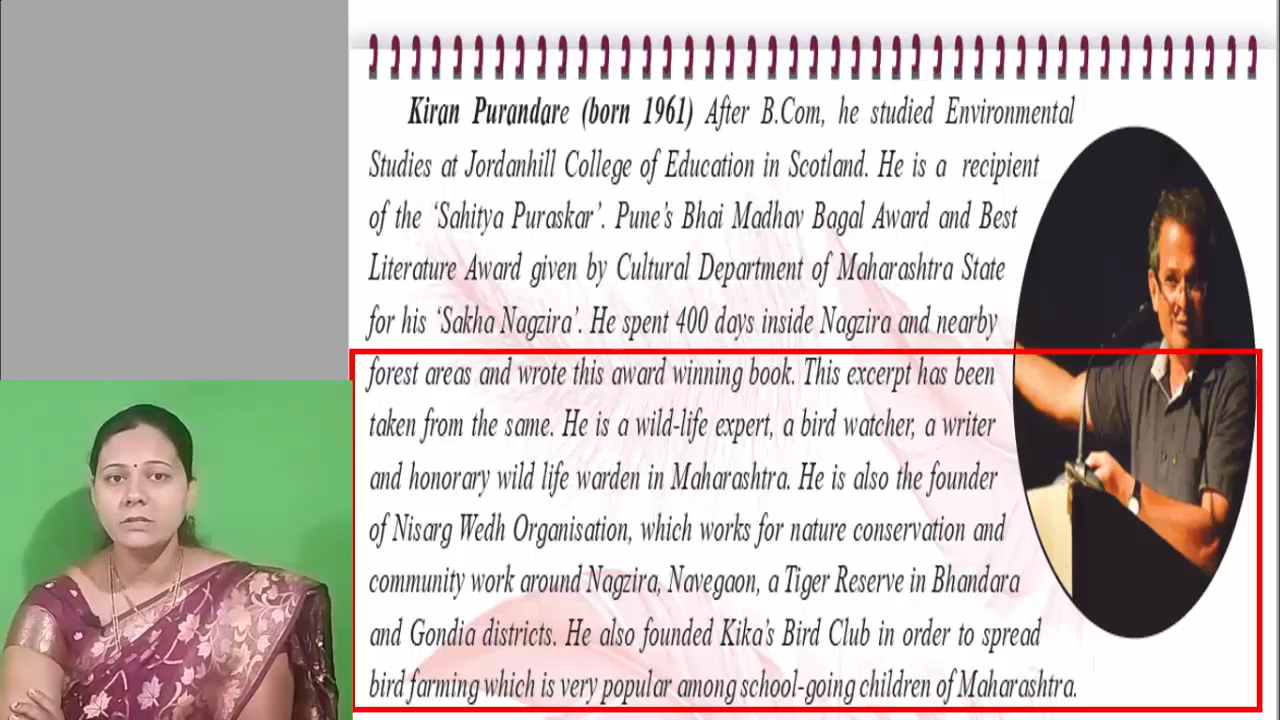 Kiran Purandare (born 1961) After B.Com, he studied Environmental
Studies at Jordanhill College of Education in Scotland. He is a recipient
of the ‘Sahitya Puraskar’. Pune’s Bhai Madhav Bagal Award and Best
Literature Award given by Cultural Department of Maharashtra State
for his ‘Sakha Nagzira’. He spent 400 days inside Nagzira and nearby
forest areas and wrote this award winning book. This excerpt has been
taken from the same. He is a wild-life expert, a bird watcher, a writer
and honorary wild life warden in Maharashtra. He is also the founder
of Nisarg Wedh Organisation, which works for nature conservation and
community work around Nagzira, Navegaon, a Tiger Reserve in Bhandara
and Gondia districts. He also founded Kika’s Bird Club in order to spread
bird farming which is very popular among school-going children of Maharashtra.